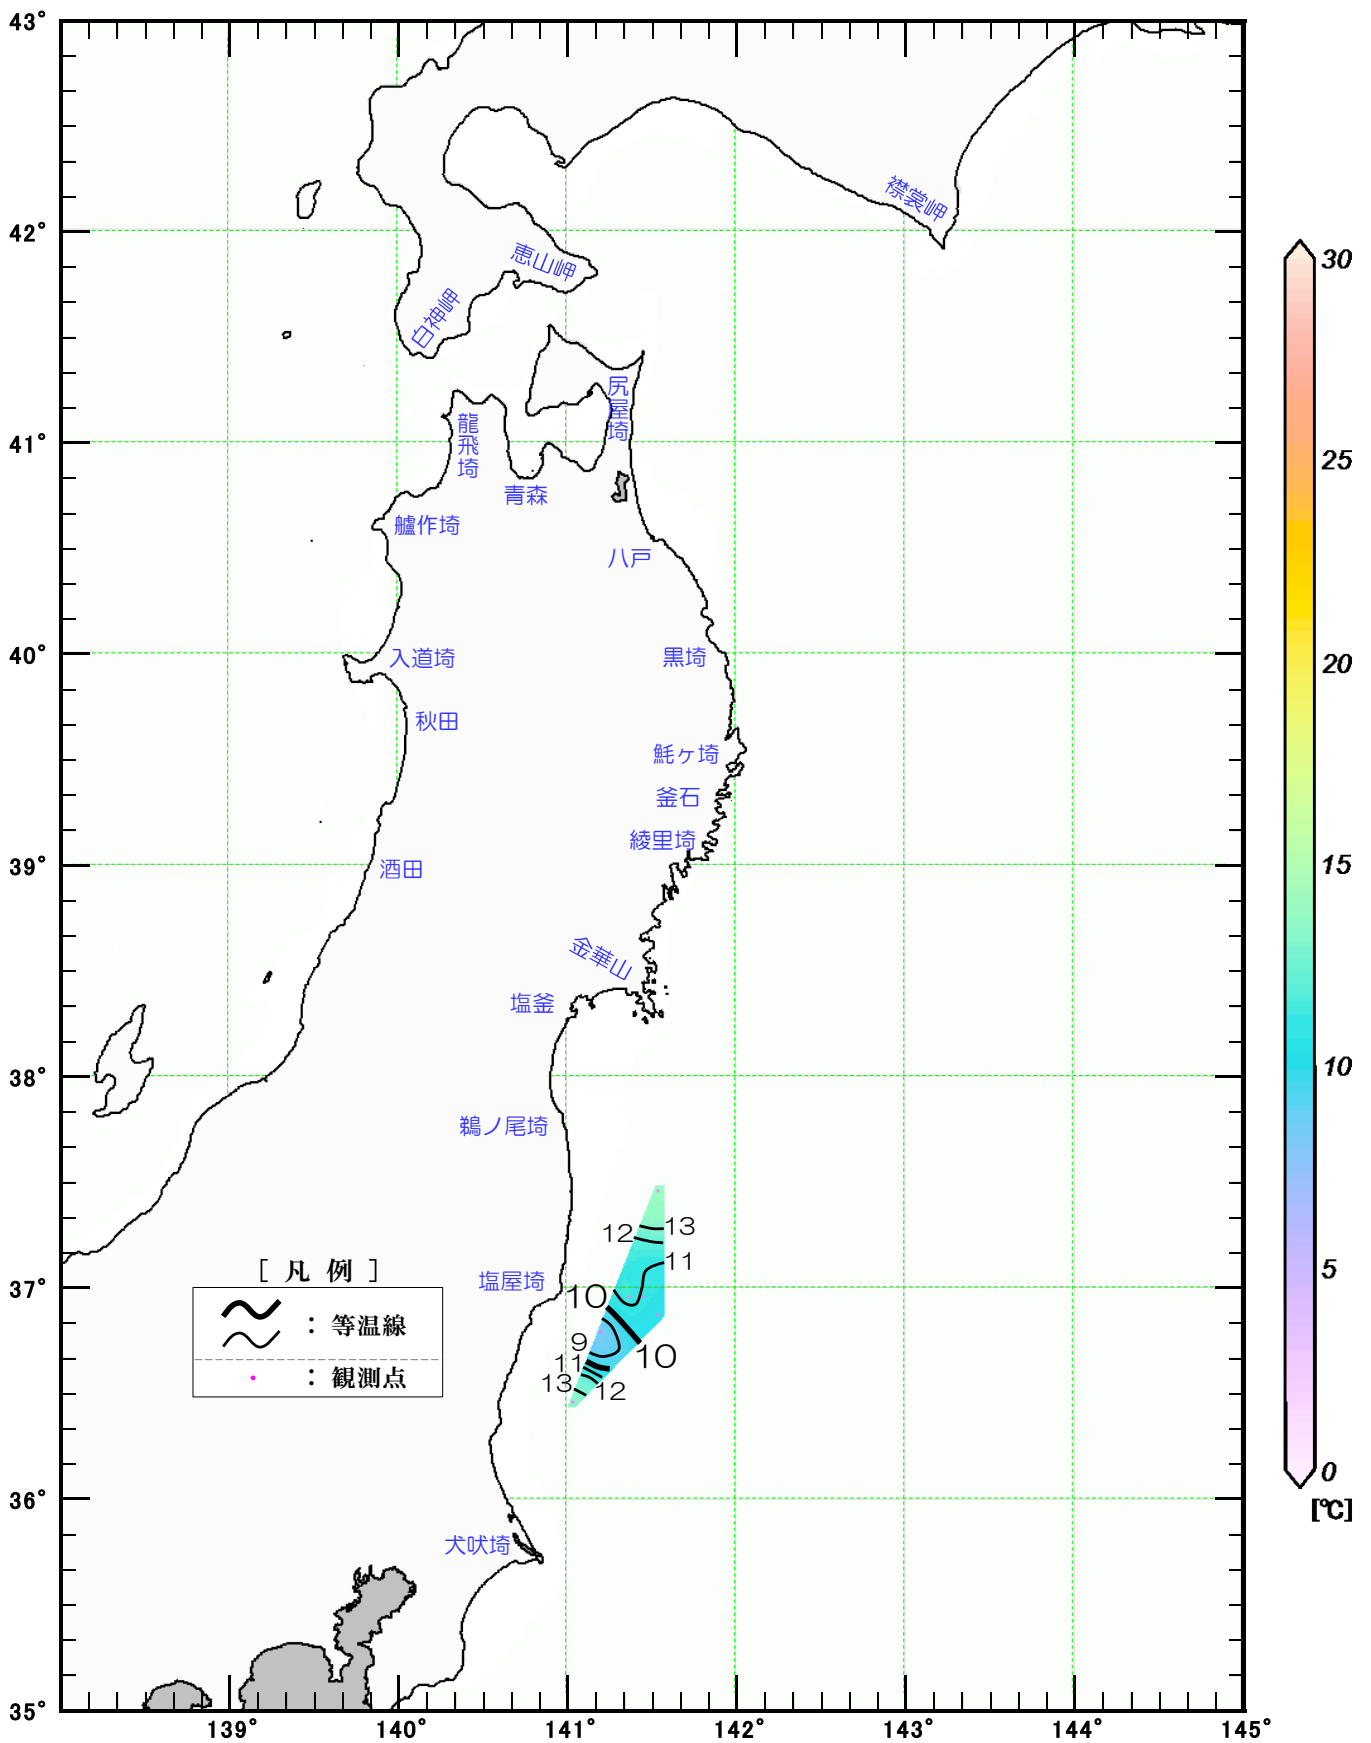 43°
42°
41°
40°
39°
38°
37°
36°
35°
139°
140°
141°
142°
143°
144°
145°
襟裳岬
恵山岬
白神岬
尻屋埼
龍飛埼
青森
艫作埼
八戸
入道埼
黒埼
秋田
魹ヶ埼
釜石
綾里埼
酒田
金華山
塩釜
鵜ノ尾埼
塩屋埼
犬吠埼
12
13
11
10
9
10
11
13
12
[ 凡 例 ]
: 等温線
: 観測点
30
25
20
15
10
5
0
[℃]